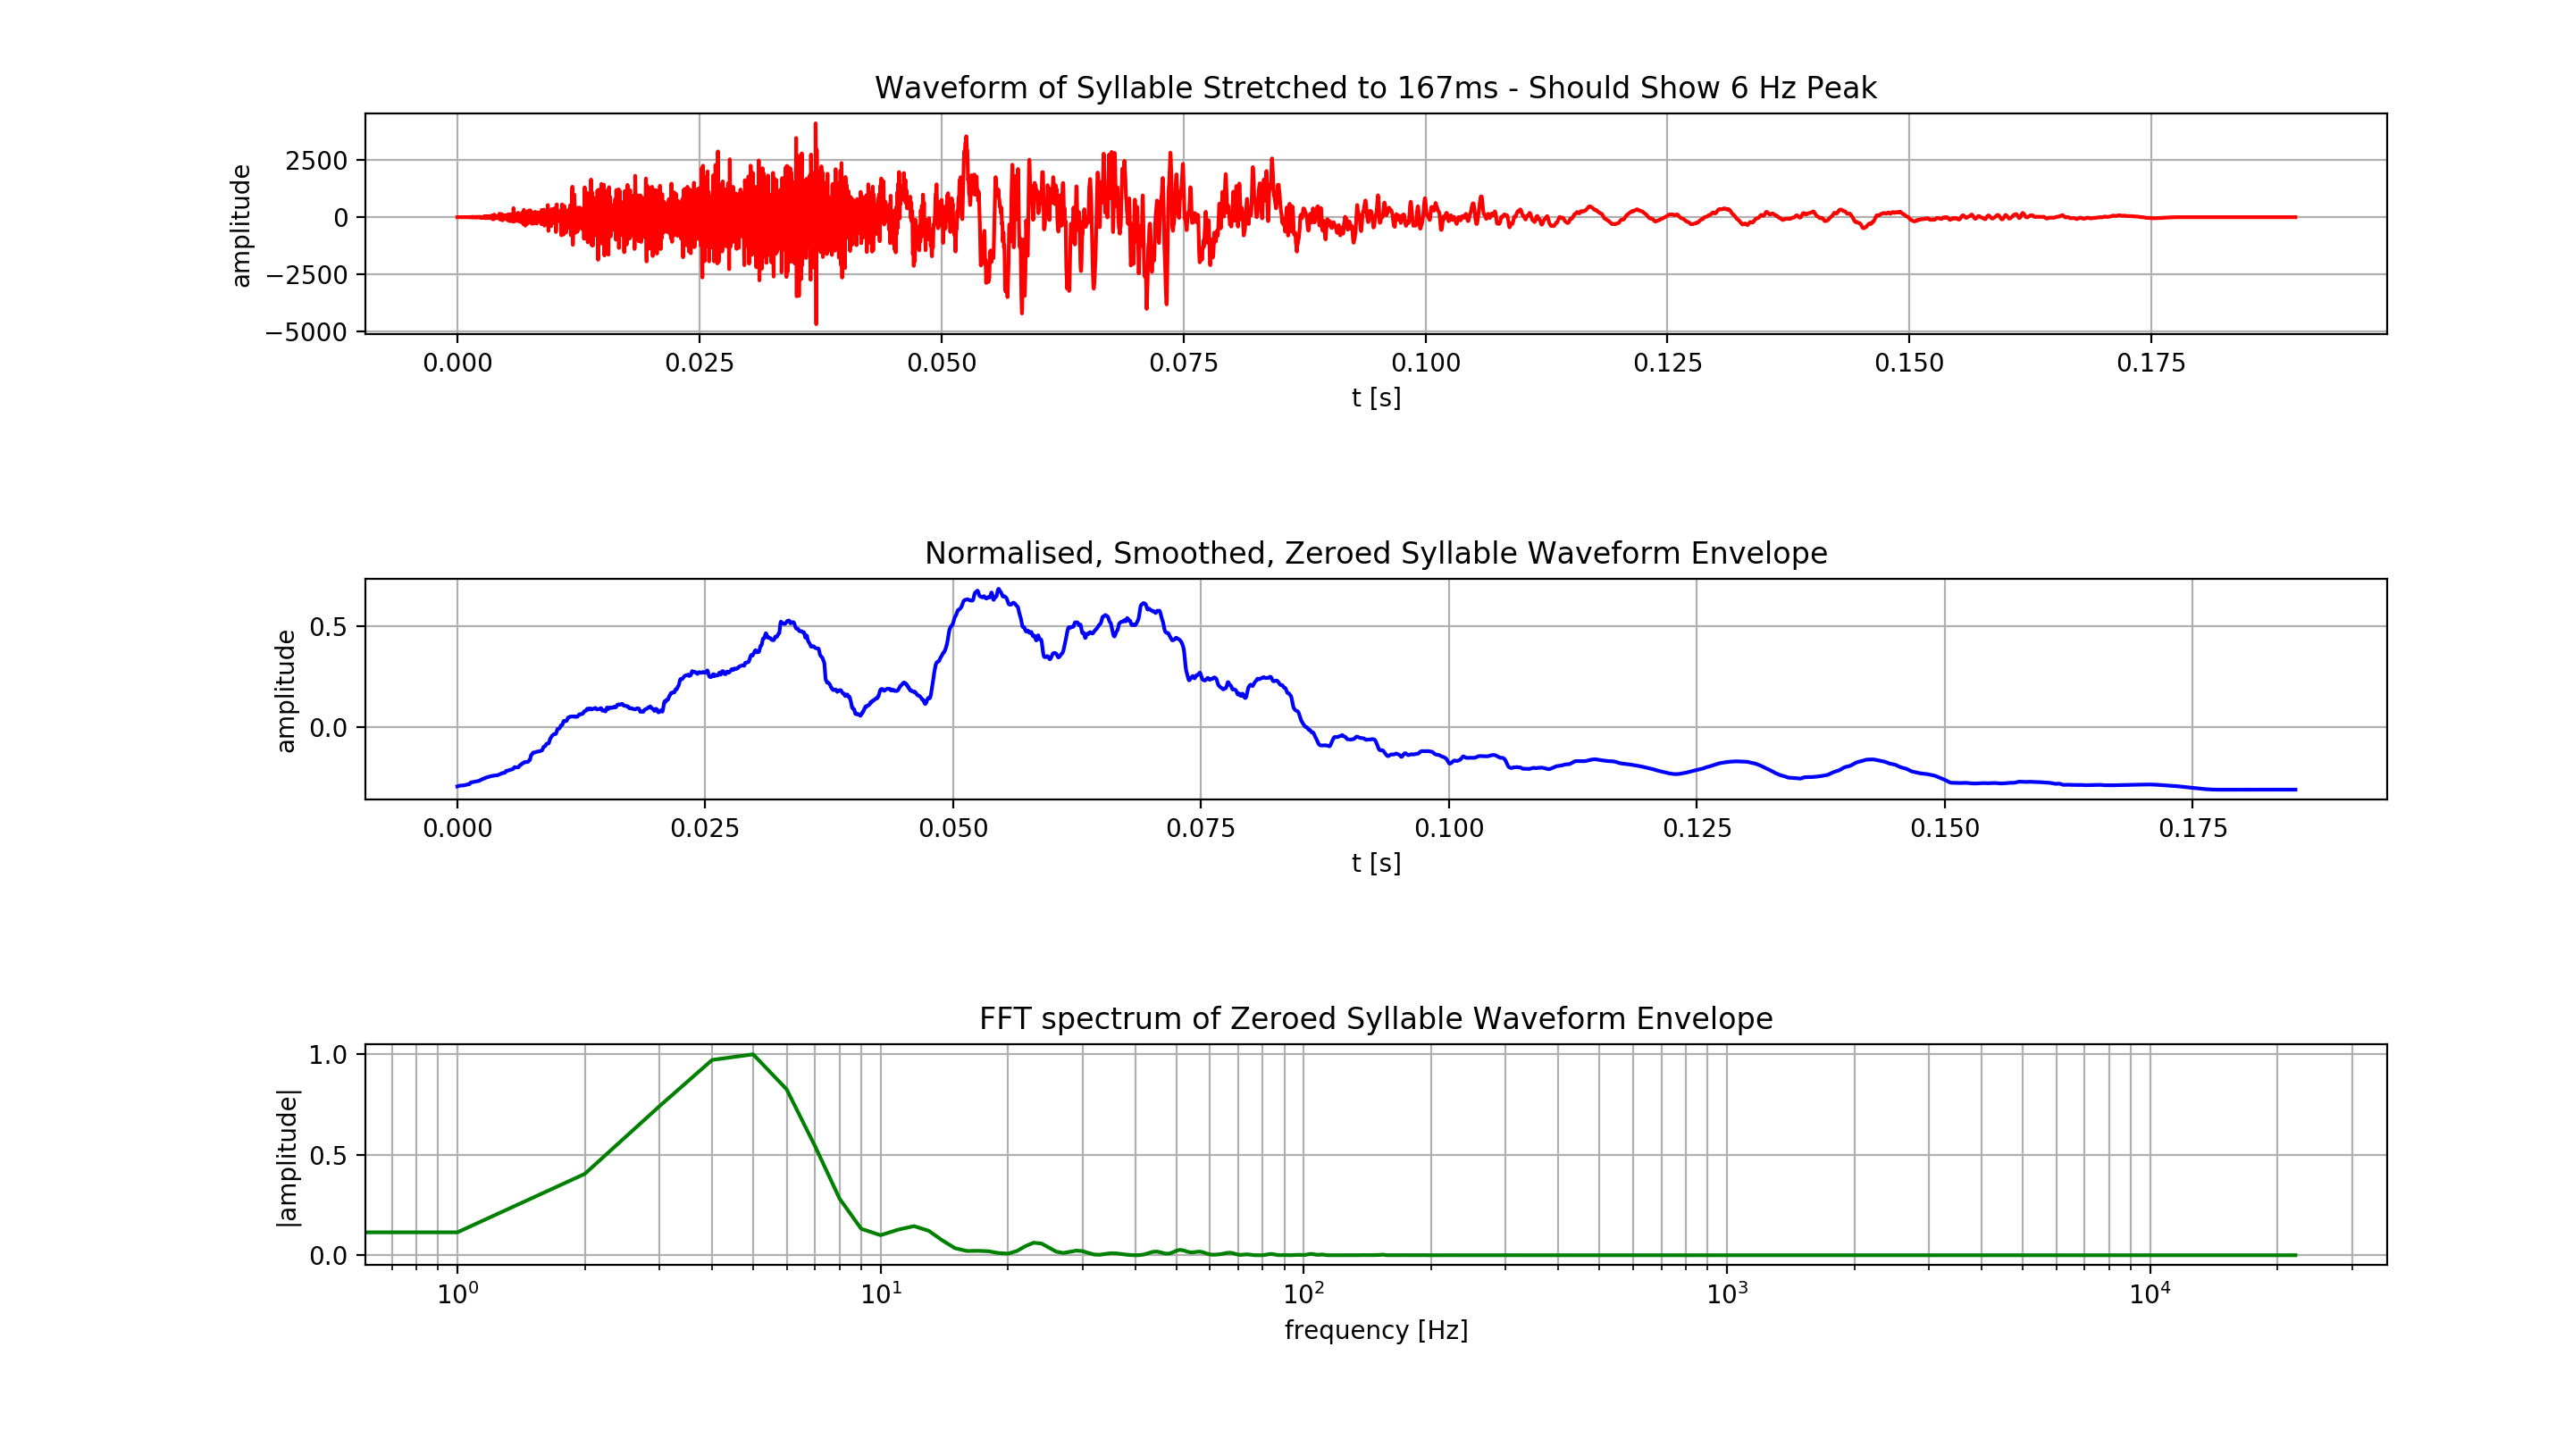 Waveform of Syllable Stretched to 167ms - Should Show 6 Hz Peak
amplitude
2500
0
−2500
−5000
0.000 0.025 0.050 0.075 0.100 0.125 0.150 0.175
t [s]
Normalised, Smoothed, Zeroed Syllable Waveform Envelope
amplitude
0.5
0.0
0.000 0.025 0.050 0.075 0.100 0.125 0.150 0.175
t [s]
FFT spectrum of Zeroed Syllable Waveform Envelope
|amplitude|
1.0
0.5
0.0
10⁰ 10¹ 10² 10³ 10⁴
frequency [Hz]